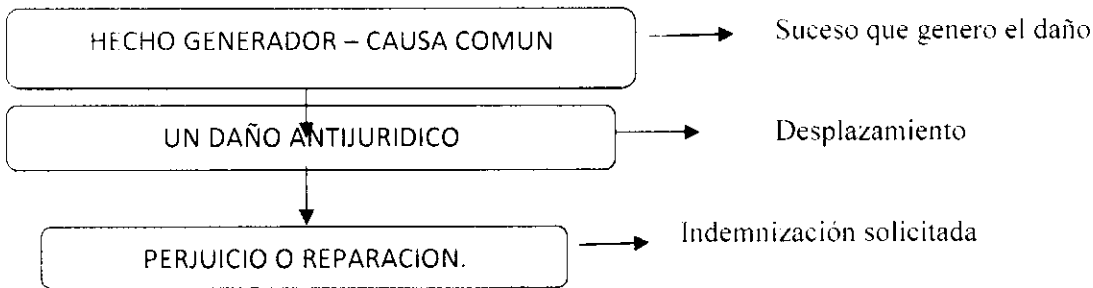 HECHO GENERADOR – CAUSA COMUN
Suceso que genero el daño
UN DAÑO ANTIJURIDICO
Desplazamiento
PERJUICIO O REPARACION.
Indemnización solicitada